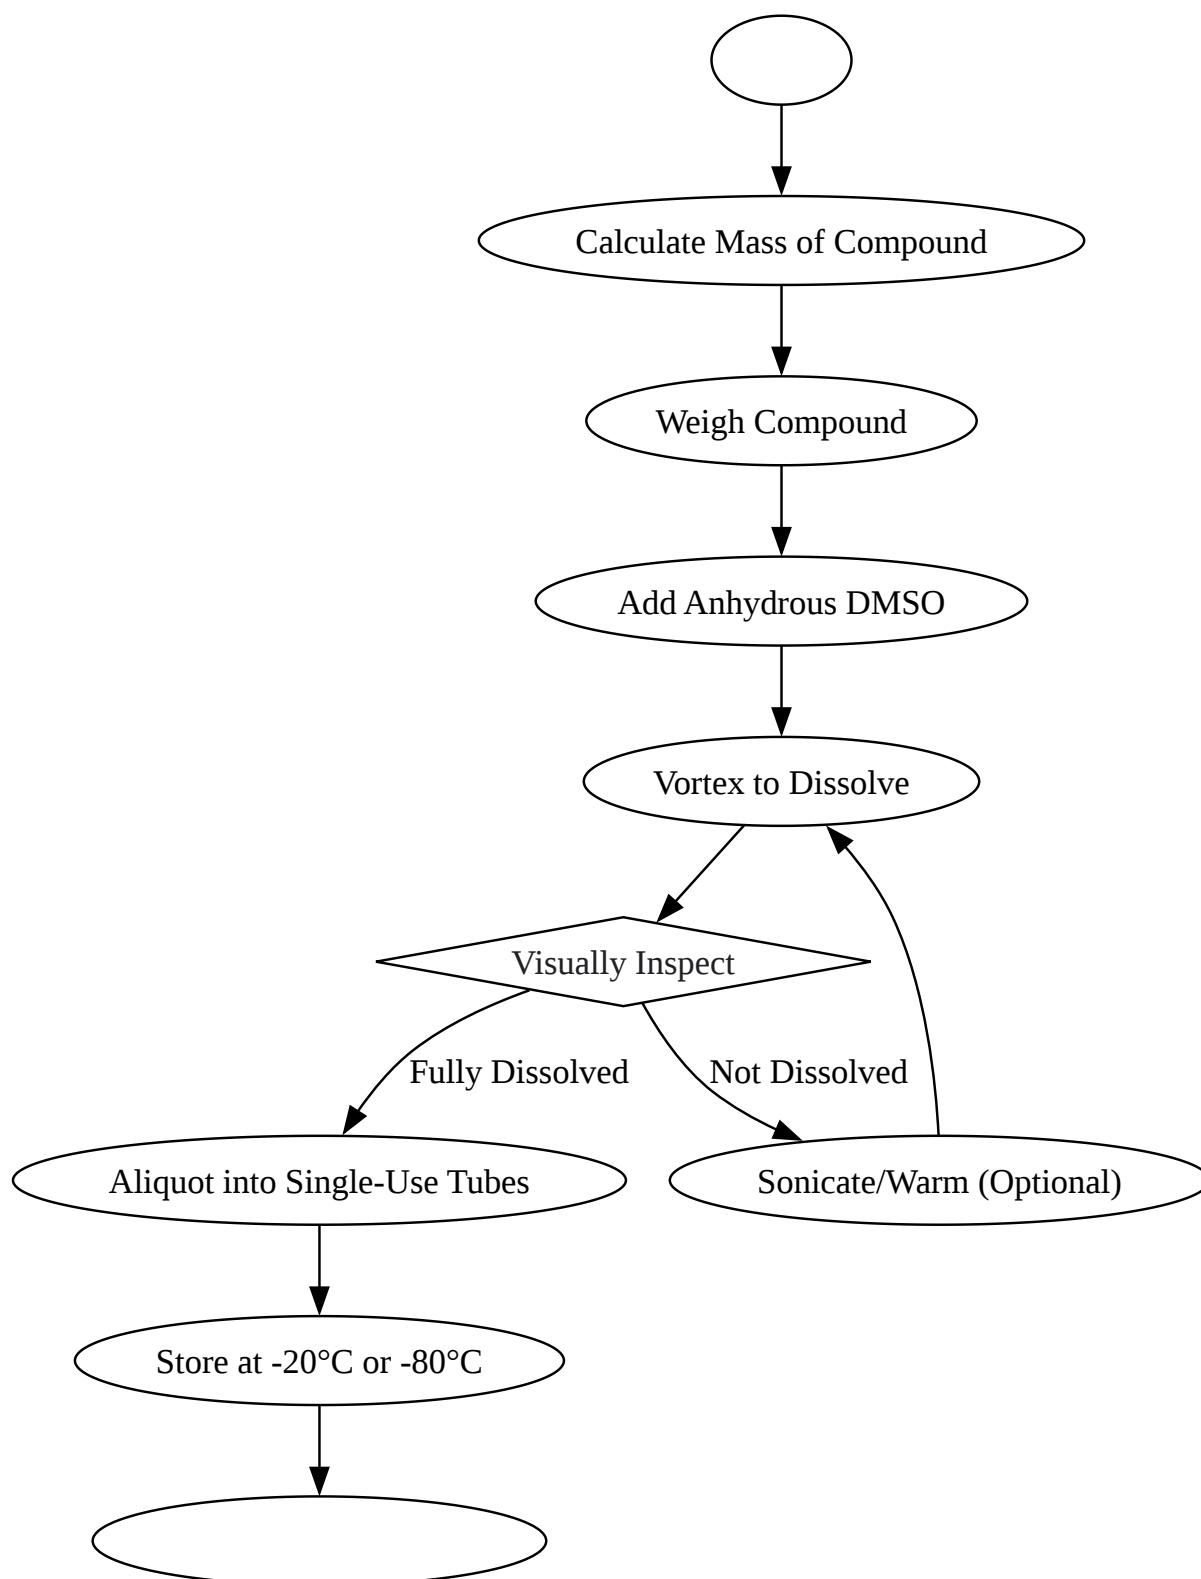 Calculate Mass of Compound
Weigh Compound
Add Anhydrous DMSO
Vortex to Dissolve
Visually Inspect
Fully Dissolved
Not Dissolved
Aliquot into Single-Use Tubes
Sonicate/Warm (Optional)
Store at -20°C or -80°C